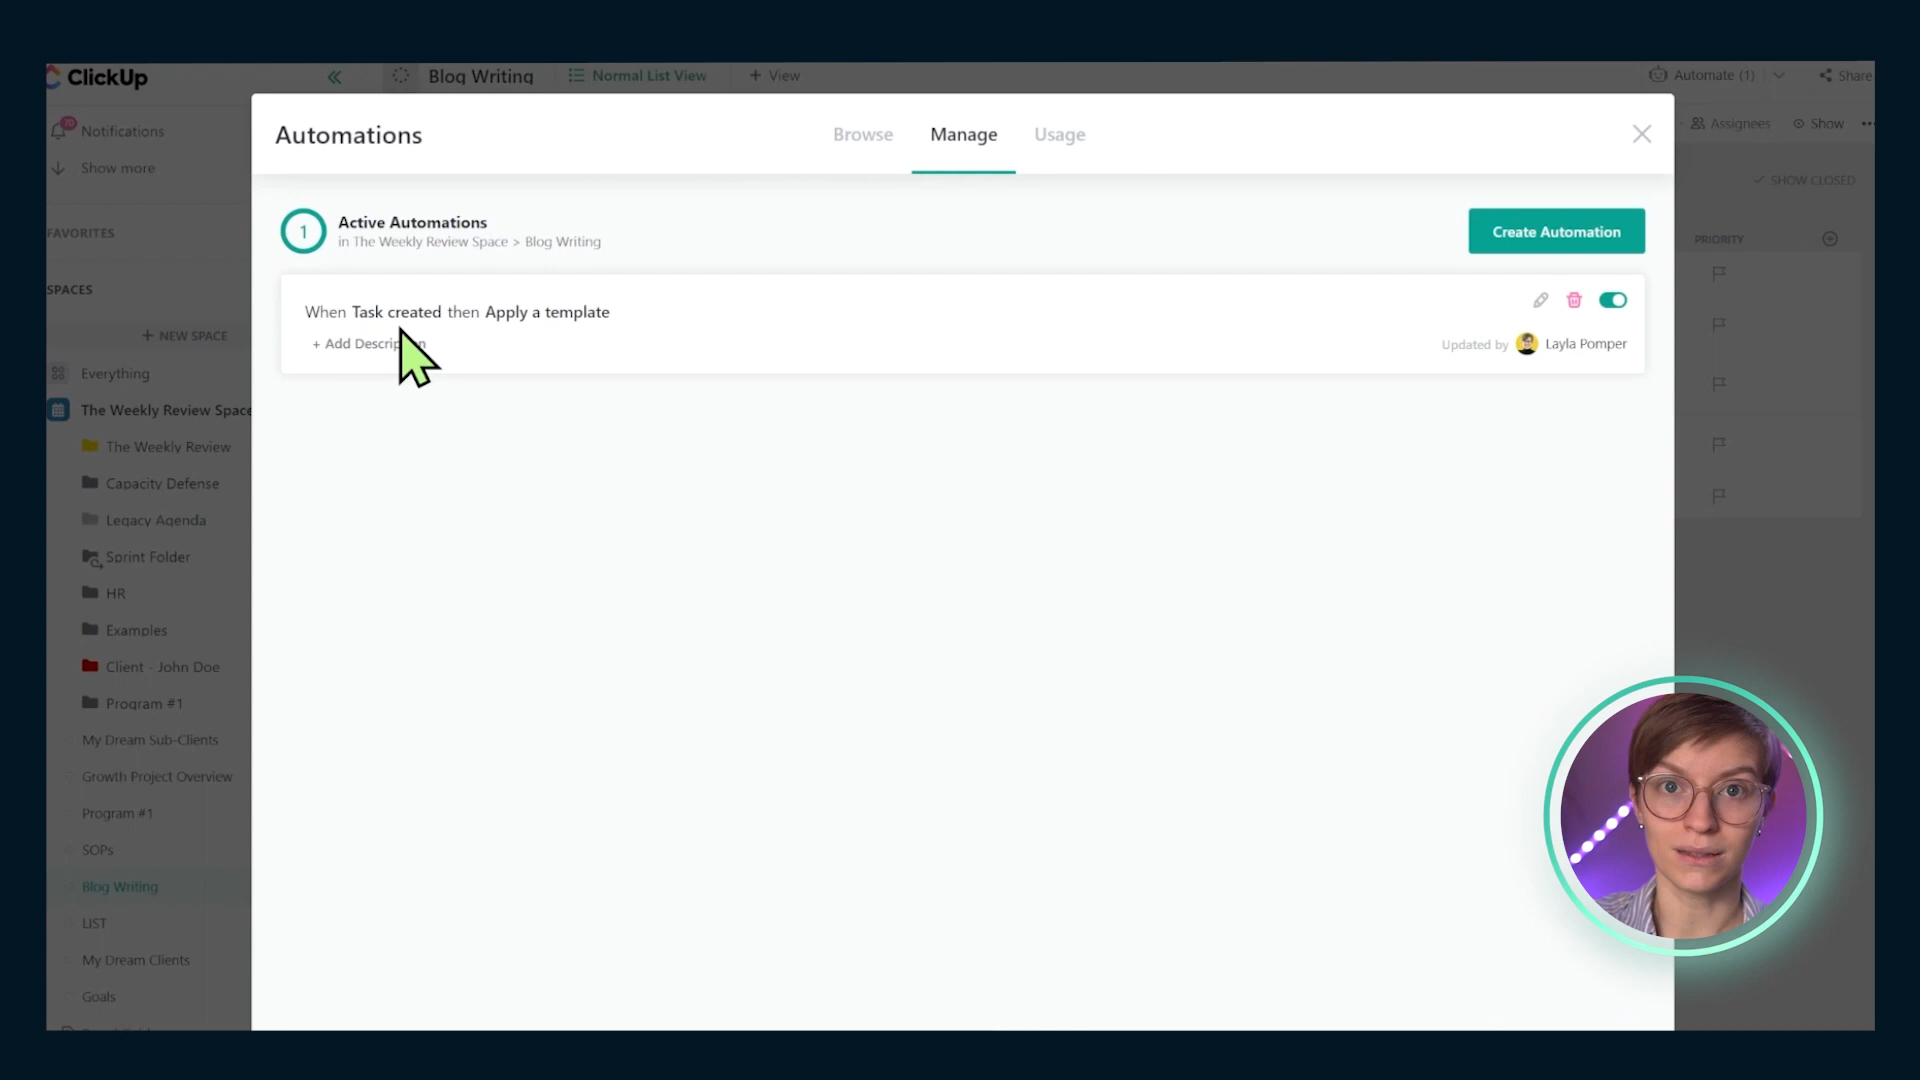 ClickUp
Blog Writing
Normal List View
+ View
Automate (1)
Share
70
Notifications
Assignees
Show
Show more
SHOW CLOSED
Automations
Browse
Manage
Usage
1
Active Automations
in The Weekly Review Space > Blog Writing
Create Automation
PRIORITY
When Task created then Apply a template
+ Add Description
Updated by
Layla Pomper
FAVORITES
SPACES
+ NEW SPACE
Everything
The Weekly Review Space
The Weekly Review
Capacity Defense
Legacy Agenda
Sprint Folder
HR
Examples
Client - John Doe
Program #1
My Dream Sub-Clients
Growth Project Overview
Program #1
SOPs
Blog Writing
LIST
My Dream Clients
Goals